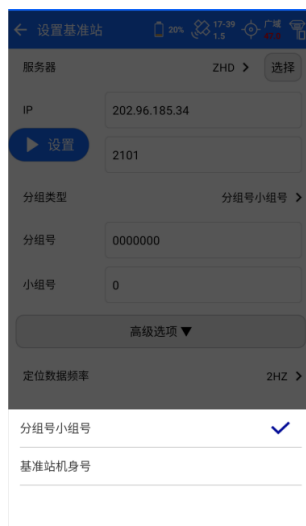 设置基准站 20% 17-39 1.5 广域
服务器 ZHD 选择
IP 202.96.185.34
设置 2101
分组类型 分组号小组号
分组号 0000000
小组号 0
高级选项▼
定位数据频率 2HZ
分组号小组号
基准站机身号